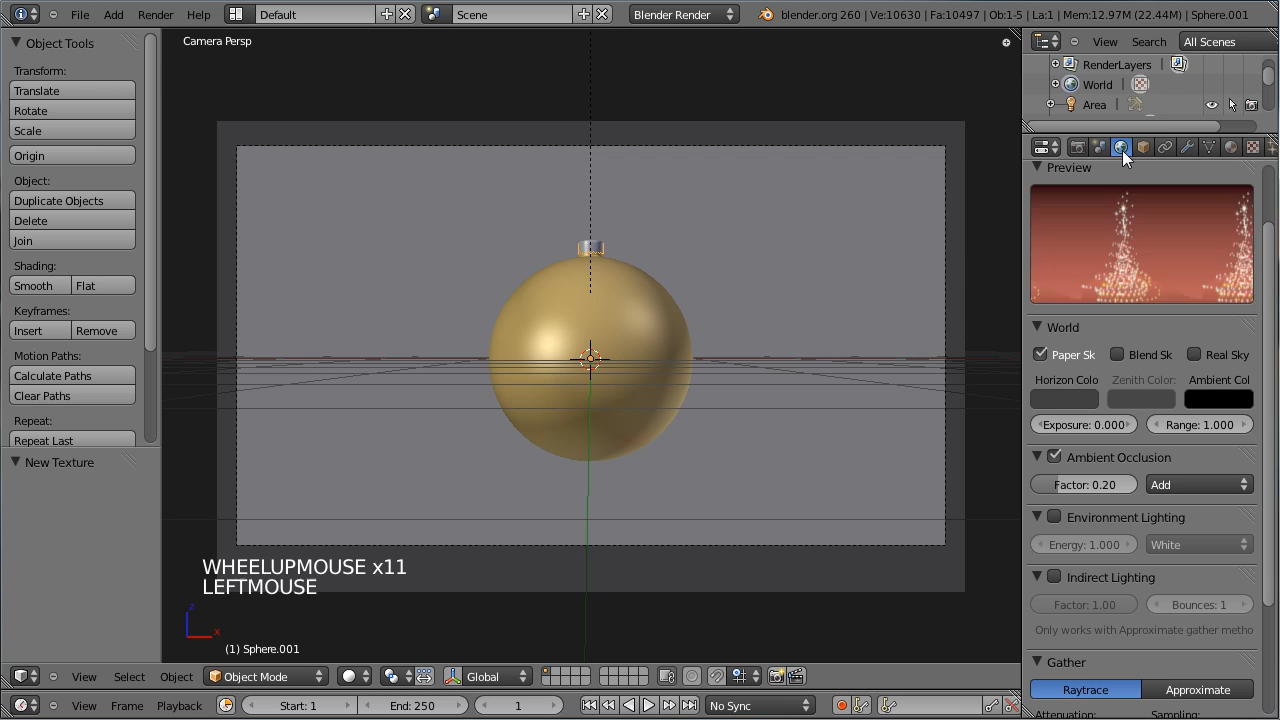 File Add Render Help Default Scene Blender Render blender.org 260 | Ve:10630 | Fa:10497 | Ob:1-5 | La:1 | Mem:12.97M (22.44M) | Sphere.001
Object Tools
Transform:
Translate
Rotate
Scale
Origin
Object:
Duplicate Objects
Delete
Join
Shading:
Smooth Flat
Keyframes:
Insert Remove
Motion Paths:
Calculate Paths
Clear Paths
Repeat:
Repeat Last
New Texture
Camera Persp
WHEELUPMOUSE x11
LEFTMOUSE
z
x
(1) Sphere.001
View Search All Scenes
RenderLayers |
World |
Area |
Preview
World
Paper Sk Blend Sk Real Sky
Horizon Colo Zenith Color: Ambient Col
Exposure: 0.000 Range: 1.000
Ambient Occlusion
Factor: 0.20 Add
Environment Lighting
Energy: 1.000 White
Indirect Lighting
Factor: 1.00 Bounces: 1
Only works with Approximate gather metho
Gather
Raytrace Approximate
Attenuation: Sampling:
View Select Object Object Mode Global
View Frame Playback Start: End: 250 1 No Sync